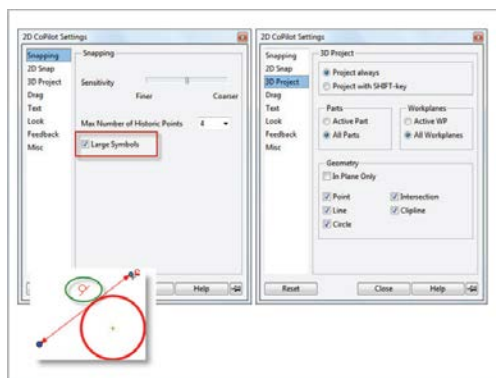 2D CoPilot Settings
Snapping
2D Snap
3D Project
Drag
Text
Look
Feedback
Misc
Snapping
Sensitivity
Finer Coarser
Max Number of Historic Points 4
Large Symbols
Help
2D CoPilot Settings
Snapping
2D Snap
3D Project
Drag
Text
Look
Feedback
Misc
3D Project
Project always
Project with SHIFT-key
Parts
Active Part
All Parts
Workplanes
Active WP
All Workplanes
Geometry
In Plane Only
Point Intersection
Line Clipline
Circle
Reset Close Help